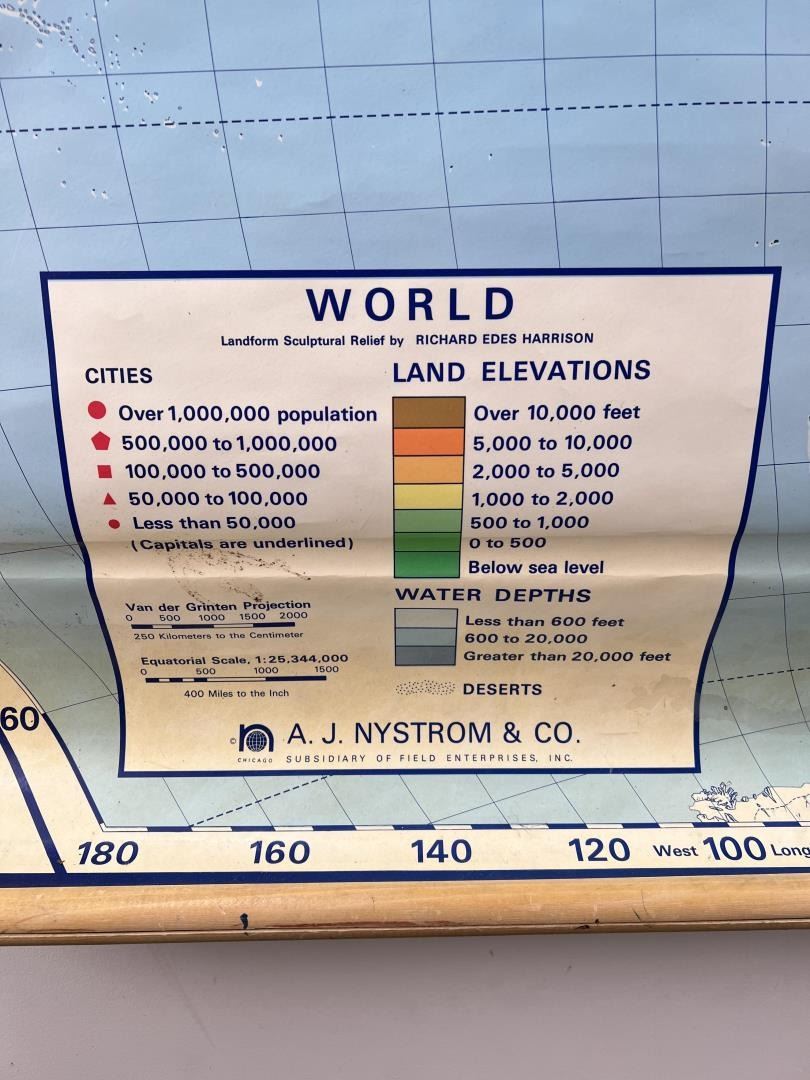 WORLD
Landform Sculptural Relief by RICHARD EDES HARRISON
CITIES
Over 1,000,000 population
500,000 to 1,000,000
100,000 to 500,000
50,000 to 100,000
Less than 50,000
(Capitals are underlined)
Van der Grinten Projection
0 500 1000 1500 2000
250 Kilometers to the Centimeter
Equatorial Scale, 1:25,344,000
0 500 1000 1500
400 Miles to the Inch
LAND ELEVATIONS
Over 10,000 feet
5,000 to 10,000
2,000 to 5,000
1,000 to 2,000
500 to 1,000
0 to 500
Below sea level
WATER DEPTHS
Less than 600 feet
600 to 20,000
Greater than 20,000 feet
DESERTS
© n A. J. NYSTROM & CO.
CHICAGO SUBSIDIARY OF FIELD ENTERPRISES, INC.
60
180 160 140 120 West 100 Long